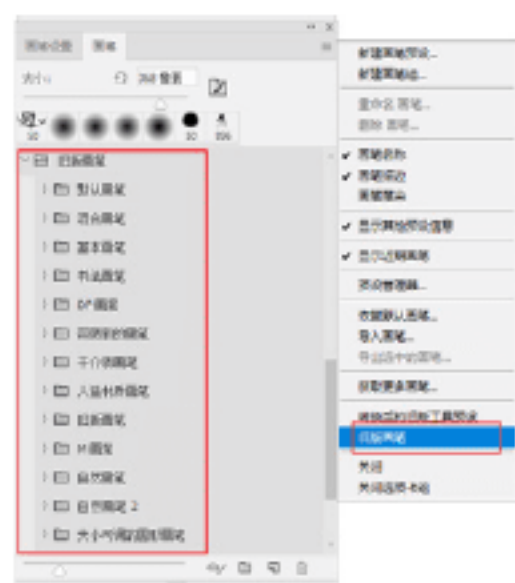 画笔设置 画笔
大小: 像素
旧版画笔
默认画笔
混合画笔
基本画笔
书法画笔
DP 画笔
干介质画笔
人造材质画笔
旧版画笔
M 画笔
自然画笔
自然画笔 2
大小可调的圆形画笔
新建画笔预设...
新建画笔组...
重命名 画笔...
删除 画笔...
画笔名称
画笔描边
画笔笔尖
显示其他预设信息
显示近期画笔
预设管理器...
恢复默认画笔...
导入画笔...
导出选中的画笔...
获取更多画笔...
转换后的旧版工具预设
旧版画笔
关闭
关闭选项卡组